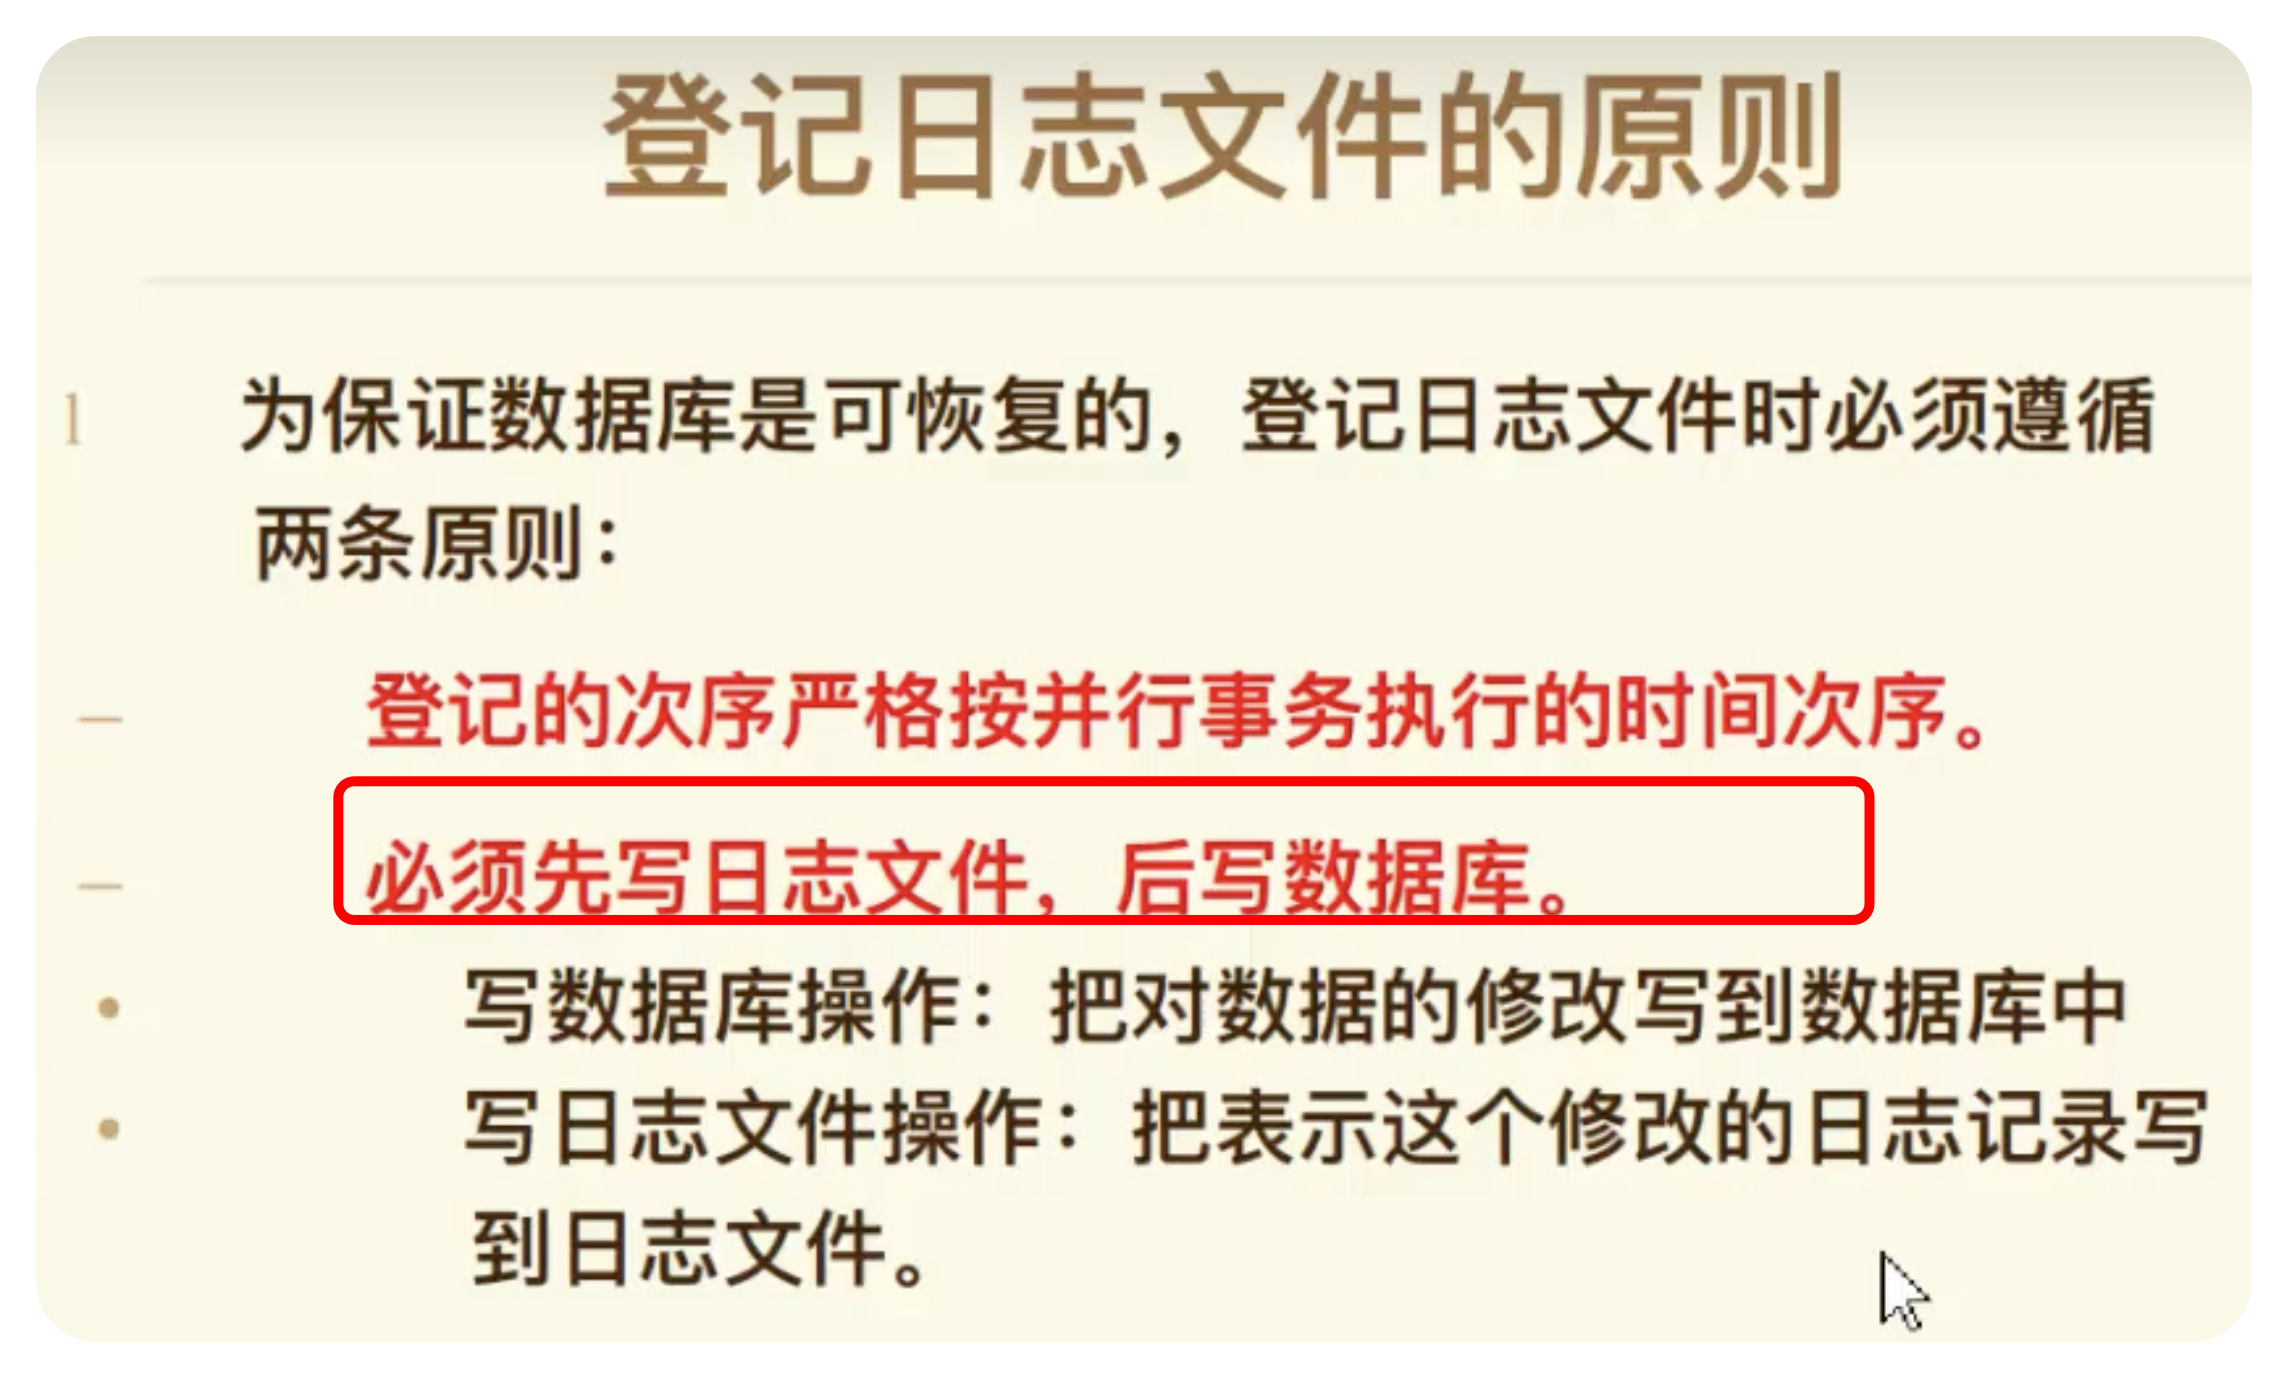 登记日志文件的原则
1 为保证数据库是可恢复的，登记日志文件时必须遵循
两条原则：
– 登记的次序严格按并行事务执行的时间次序。
– 必须先写日志文件，后写数据库。
• 写数据库操作：把对数据的修改写到数据库中
• 写日志文件操作：把表示这个修改的日志记录写
到日志文件。